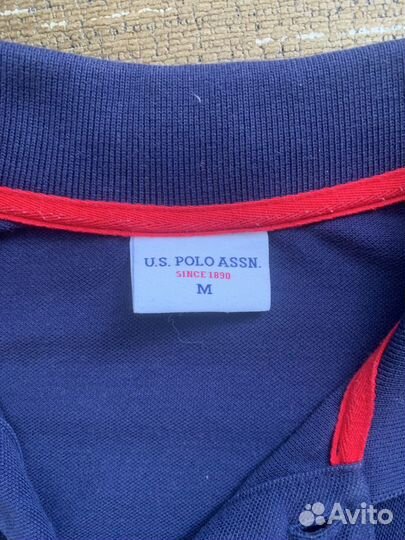 U.S. POLO ASSN.
SINCE 1890
M
Avito